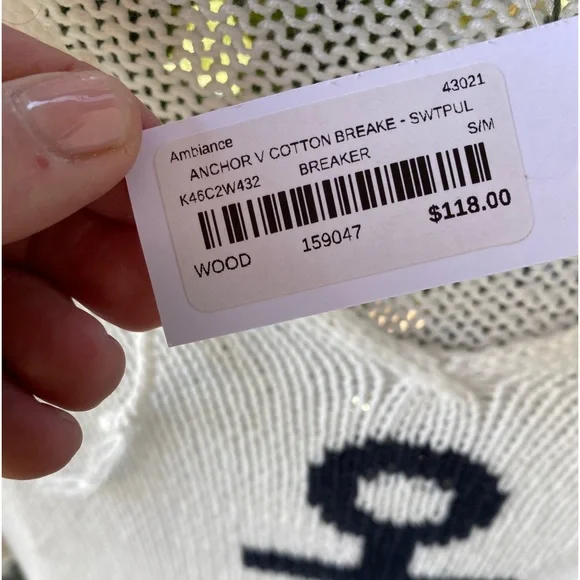 43021
Ambiance
ANCHOR V COTTON BREAKE - SWTPUL
K46C2W432 BREAKER S/M
WOOD 159047 $118.00